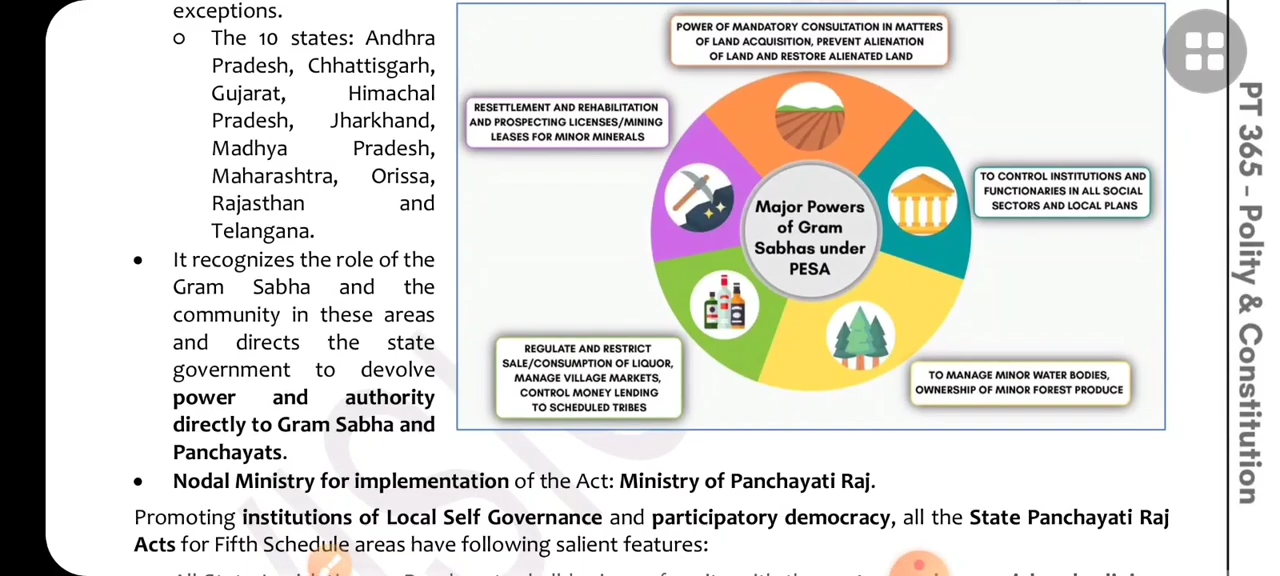 exceptions.
o The 10 states: Andhra
Pradesh, Chhattisgarh,
Gujarat, Himachal
Pradesh, Jharkhand,
Madhya Pradesh,
Maharashtra, Orissa,
Rajasthan and
Telangana.
• It recognizes the role of the
Gram Sabha and the
community in these areas
and directs the state
government to devolve
power and authority
directly to Gram Sabha and
Panchayats.
POWER OF MANDATORY CONSULTATION IN MATTERS
OF LAND ACQUISITION, PREVENT ALIENATION
OF LAND AND RESTORE ALIENATED LAND
RESETTLEMENT AND REHABILITATION
AND PROSPECTING LICENSES/MINING
LEASES FOR MINOR MINERALS
TO CONTROL INSTITUTIONS AND
FUNCTIONARIES IN ALL SOCIAL
SECTORS AND LOCAL PLANS
Major Powers
of Gram
Sabhas under
PESA
REGULATE AND RESTRICT
SALE/CONSUMPTION OF LIQUOR,
MANAGE VILLAGE MARKETS,
CONTROL MONEY LENDING
TO SCHEDULED TRIBES
TO MANAGE MINOR WATER BODIES,
OWNERSHIP OF MINOR FOREST PRODUCE
• Nodal Ministry for implementation of the Act: Ministry of Panchayati Raj.
Promoting institutions of Local Self Governance and participatory democracy, all the State Panchayati Raj
Acts for Fifth Schedule areas have following salient features:
PT 365 - Polity & Constitution